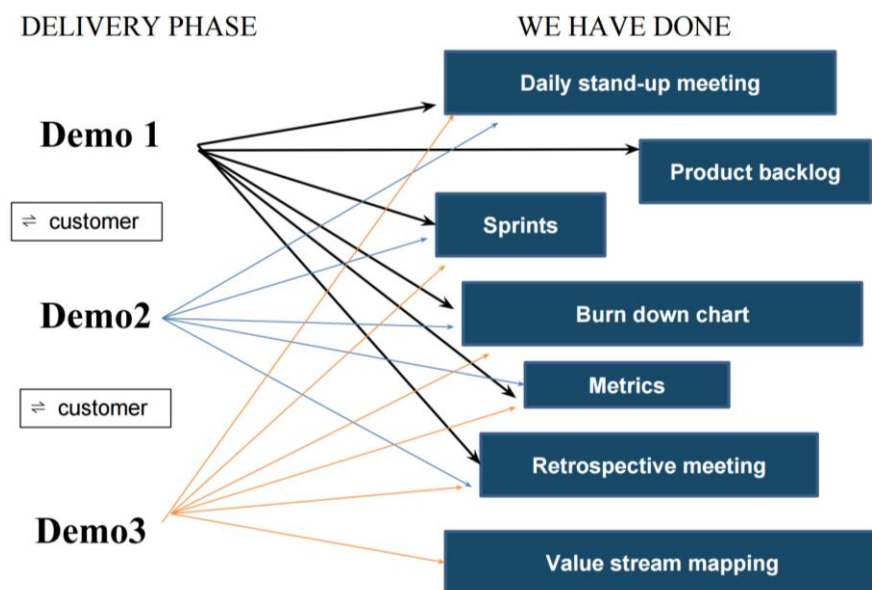 DELIVERY PHASE
WE HAVE DONE
Daily stand-up meeting
Demo 1
Product backlog
⇌ customer
Sprints
Demo2
Burn down chart
Metrics
⇌ customer
Retrospective meeting
Demo3
Value stream mapping